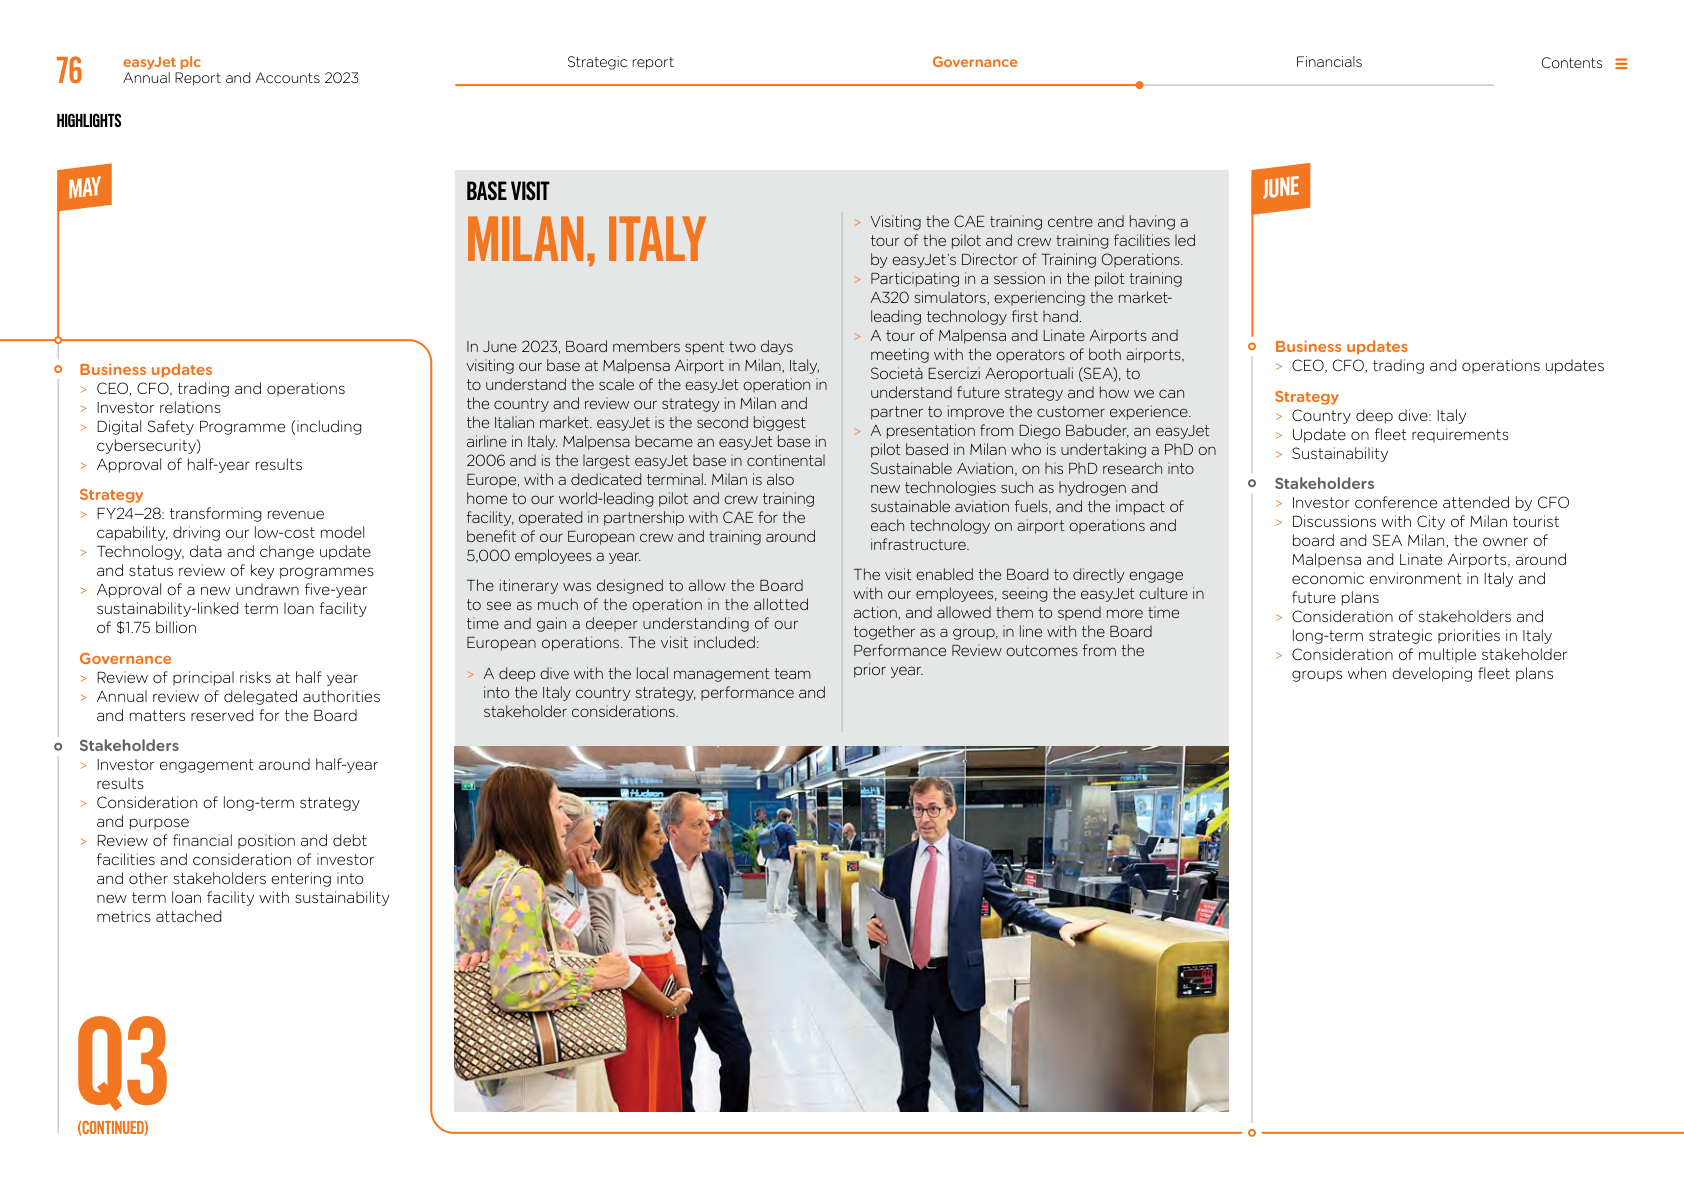 76
easyJet plc
Annual Report and Accounts 2023
Strategic report
Governance
Financials
Contents
HIGHLIGHTS
MAY
Business updates
> CEO, CFO, trading and operations
> Investor relations
> Digital Safety Programme (including
cybersecurity)
> Approval of half-year results
Strategy
> FY24–28: transforming revenue
capability, driving our low-cost model
> Technology, data and change update
and status review of key programmes
> Approval of a new undrawn five-year
sustainability-linked term loan facility
of $1.75 billion
Governance
> Review of principal risks at half year
> Annual review of delegated authorities
and matters reserved for the Board
Stakeholders
> Investor engagement around half-year
results
> Consideration of long-term strategy
and purpose
> Review of financial position and debt
facilities and consideration of investor
and other stakeholders entering into
new term loan facility with sustainability
metrics attached
Q3
(CONTINUED)
BASE VISIT
MILAN, ITALY
In June 2023, Board members spent two days
visiting our base at Malpensa Airport in Milan, Italy,
to understand the scale of the easyJet operation in
the country and review our strategy in Milan and
the Italian market. easyJet is the second biggest
airline in Italy. Malpensa became an easyJet base in
2006 and is the largest easyJet base in continental
Europe, with a dedicated terminal. Milan is also
home to our world-leading pilot and crew training
facility, operated in partnership with CAE for the
benefit of our European crew and training around
5,000 employees a year.
The itinerary was designed to allow the Board
to see as much of the operation in the allotted
time and gain a deeper understanding of our
European operations. The visit included:
> A deep dive with the local management team
into the Italy country strategy, performance and
stakeholder considerations.
> Visiting the CAE training centre and having a
tour of the pilot and crew training facilities led
by easyJet's Director of Training Operations.
> Participating in a session in the pilot training
A320 simulators, experiencing the market-
leading technology first hand.
> A tour of Malpensa and Linate Airports and
meeting with the operators of both airports,
Società Esercizi Aeroportuali (SEA), to
understand future strategy and how we can
partner to improve the customer experience.
> A presentation from Diego Babuder, an easyJet
pilot based in Milan who is undertaking a PhD on
Sustainable Aviation, on his PhD research into
new technologies such as hydrogen and
sustainable aviation fuels, and the impact of
each technology on airport operations and
infrastructure.
The visit enabled the Board to directly engage
with our employees, seeing the easyJet culture in
action, and allowed them to spend more time
together as a group, in line with the Board
Performance Review outcomes from the
prior year.
Hudson
JUNE
Business updates
> CEO, CFO, trading and operations updates
Strategy
> Country deep dive: Italy
> Update on fleet requirements
> Sustainability
Stakeholders
> Investor conference attended by CFO
> Discussions with City of Milan tourist
board and SEA Milan, the owner of
Malpensa and Linate Airports, around
economic environment in Italy and
future plans
> Consideration of stakeholders and
long-term strategic priorities in Italy
> Consideration of multiple stakeholder
groups when developing fleet plans